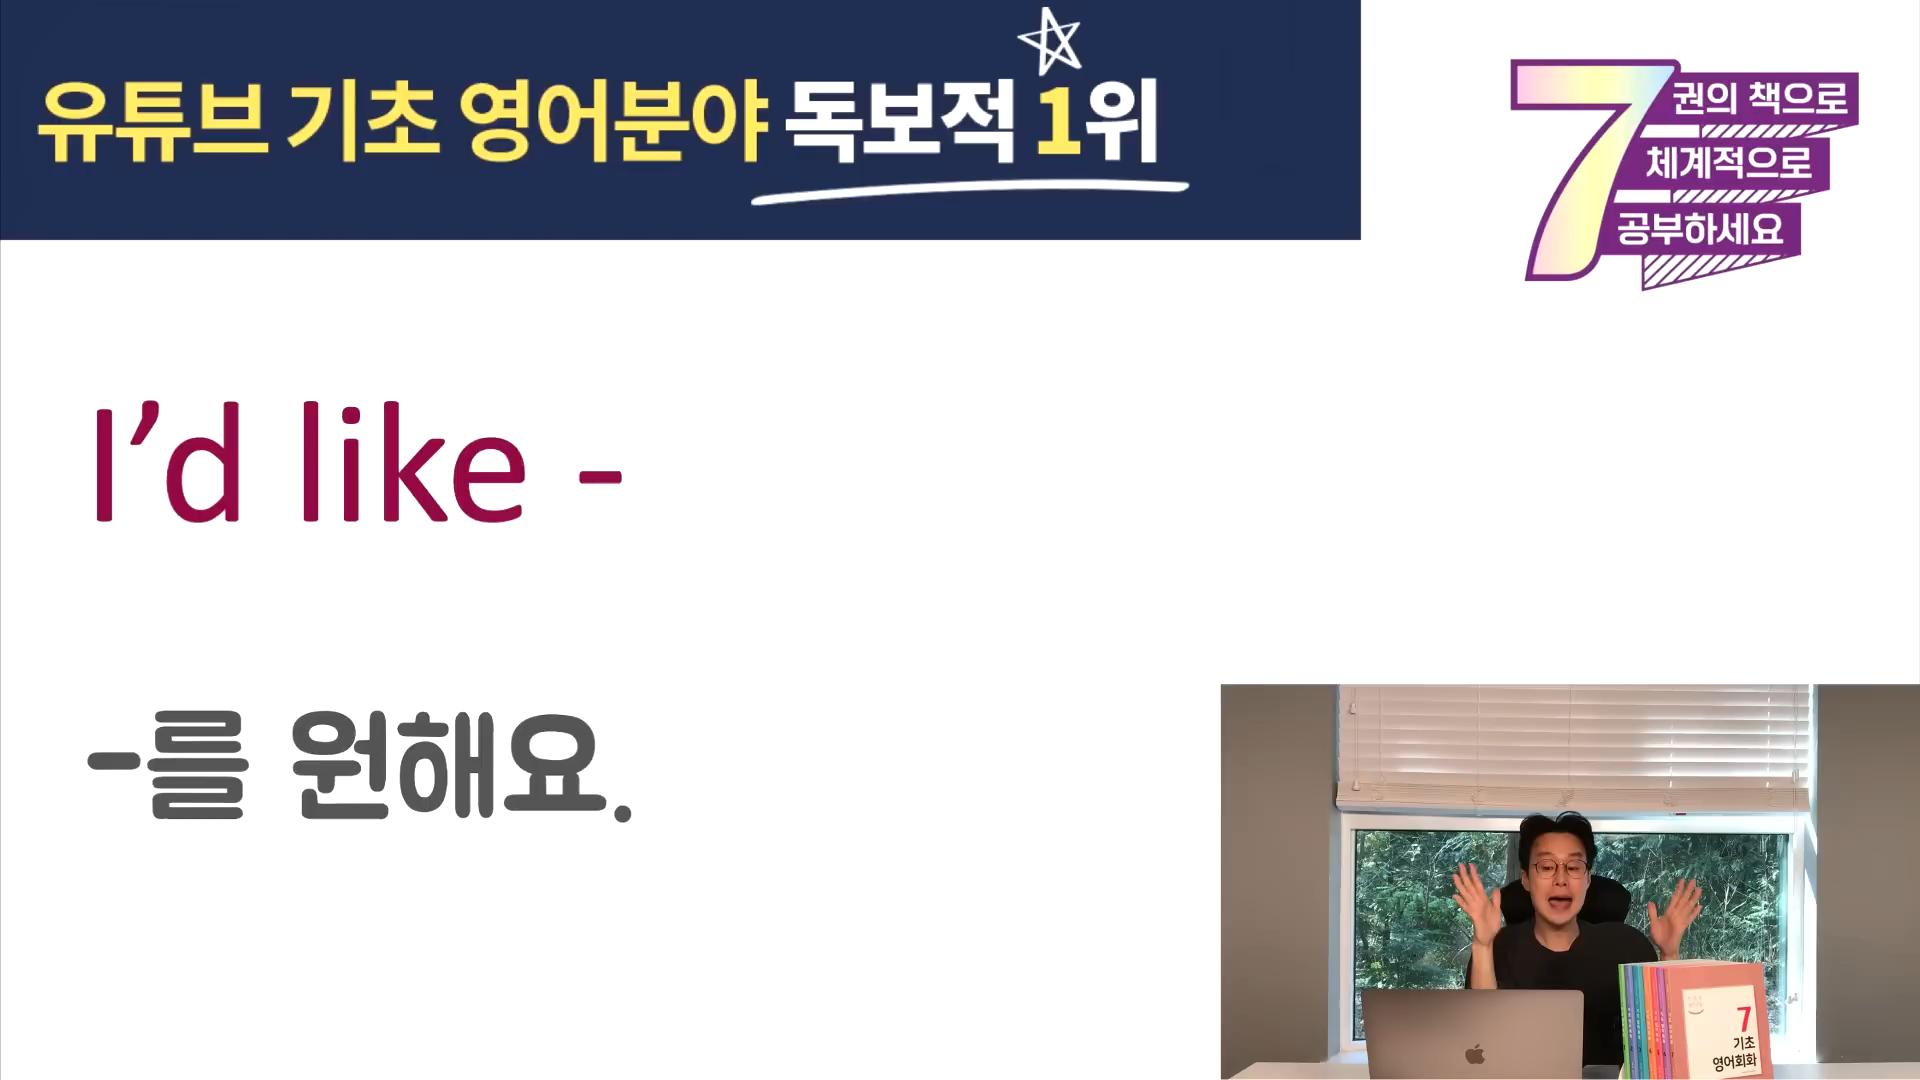 유튜브 기초 영어분야 독보적 1위
7권의 책으로
체계적으로
공부하세요
I’d like -
-를 원해요.
7
기초
영어회화